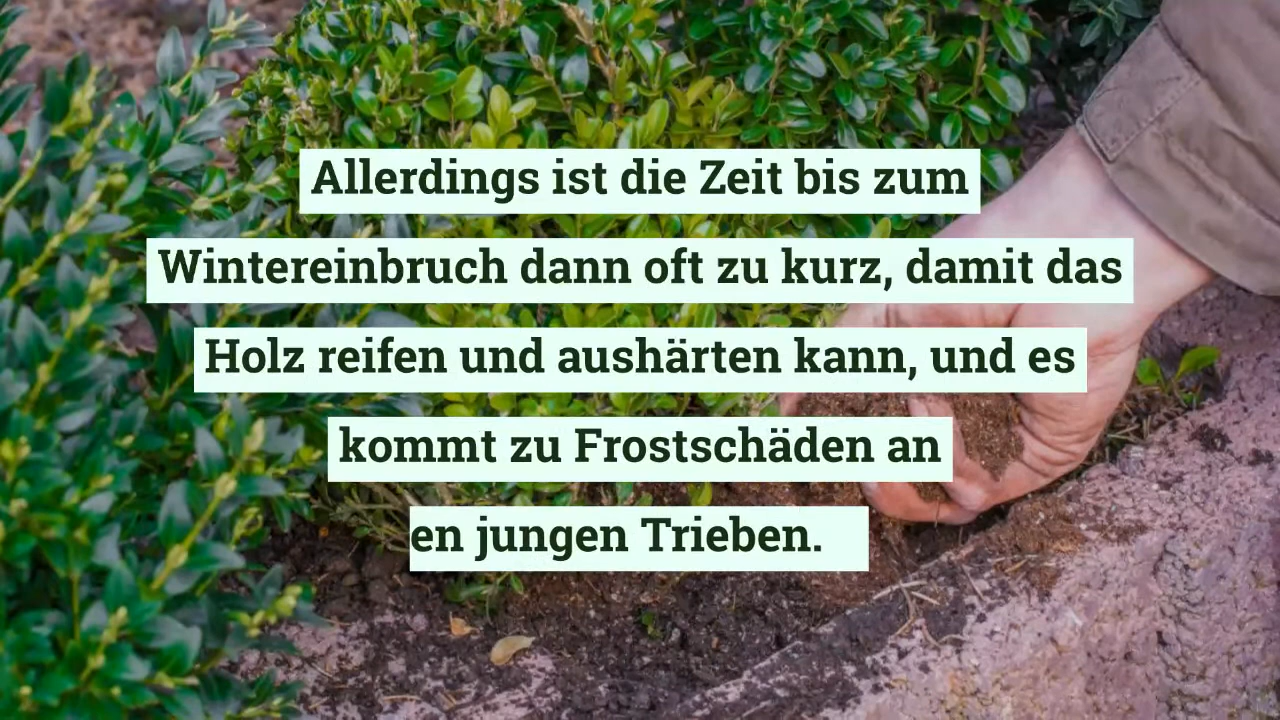 Allerdings ist die Zeit bis zum
Wintereinbruch dann oft zu kurz, damit das
Holz reifen und aushärten kann, und es
kommt zu Frostschäden an
en jungen Trieben.